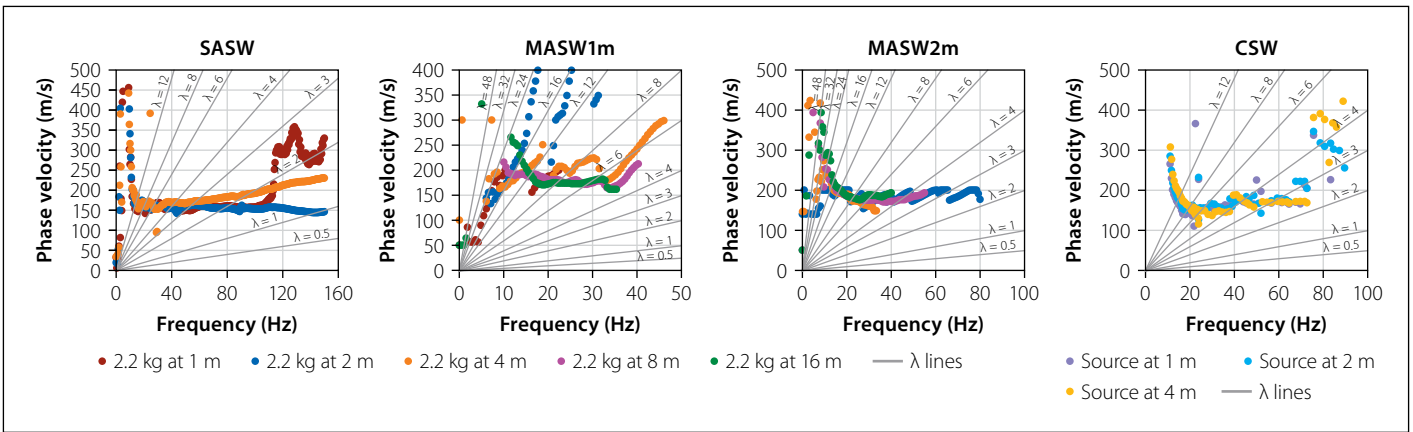 SASW
Phase velocity (m/s)
500
450
400
350
300
250
200
150
100
50
0
λ = 12
λ = 8
λ = 6
λ = 4
λ = 3
λ = 2
λ = 1
λ = 0.5
0 40 80 120 160
Frequency (Hz)
MASW1m
Phase velocity (m/s)
400
350
300
250
200
150
100
50
0
λ = 48
λ = 32
λ = 24
λ = 16
λ = 12
λ = 8
λ = 6
λ = 4
λ = 3
λ = 2
λ = 1
λ = 0.5
0 10 20 30 40 50
Frequency (Hz)
MASW2m
Phase velocity (m/s)
500
400
300
200
100
0
λ = 48
λ = 32
λ = 24
λ = 16
λ = 12
λ = 8
λ = 6
λ = 4
λ = 3
λ = 2
λ = 1
λ = 0.5
0 20 40 60 80 100
Frequency (Hz)
CSW
Phase velocity (m/s)
500
400
300
200
100
0
λ = 12
λ = 8
λ = 6
λ = 4
λ = 3
λ = 2
λ = 1
λ = 0.5
0 20 40 60 80 100
Frequency (Hz)
2.2 kg at 1 m 2.2 kg at 2 m 2.2 kg at 4 m 2.2 kg at 8 m 2.2 kg at 16 m λ lines
Source at 1 m Source at 2 m
Source at 4 m λ lines